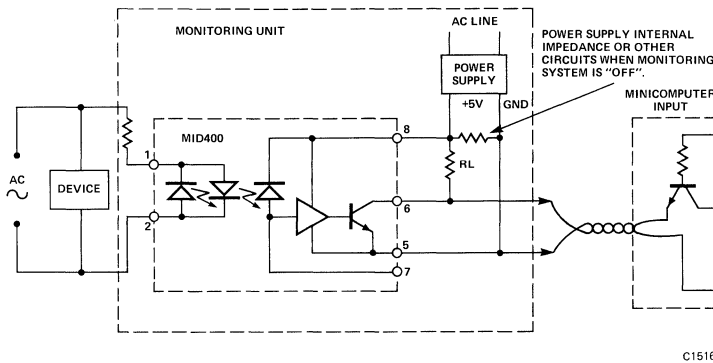 MONITORING UNIT
AC LINE
POWER SUPPLY INTERNAL
IMPEDANCE OR OTHER
CIRCUITS WHEN MONITORING
SYSTEM IS "OFF".
POWER
SUPPLY
+5V GND
MINICOMPUTER
INPUT
MID400
8
RL
1
AC
DEVICE
6
2
5
7
C1516